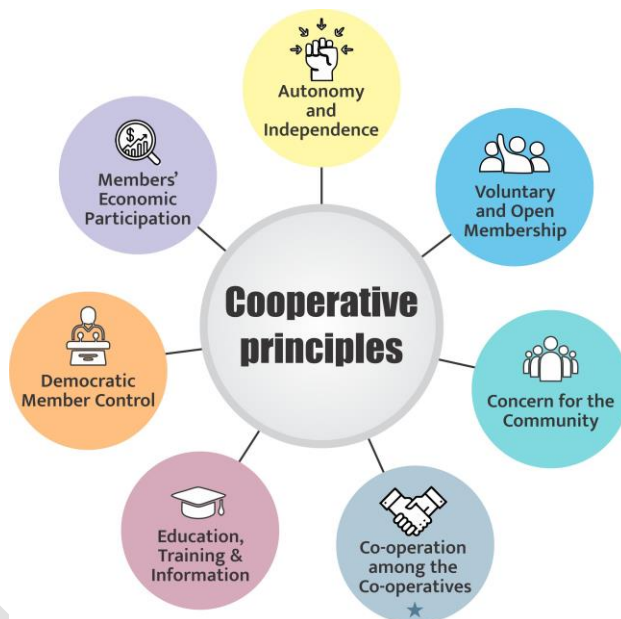 Autonomy
and
Independence
Voluntary
and Open
Membership
Concern for the
Community
Co-operation
among the
Co-operatives
Education,
Training &
Information
Democratic
Member Control
Members’
Economic
Participation
$
Cooperative
principles